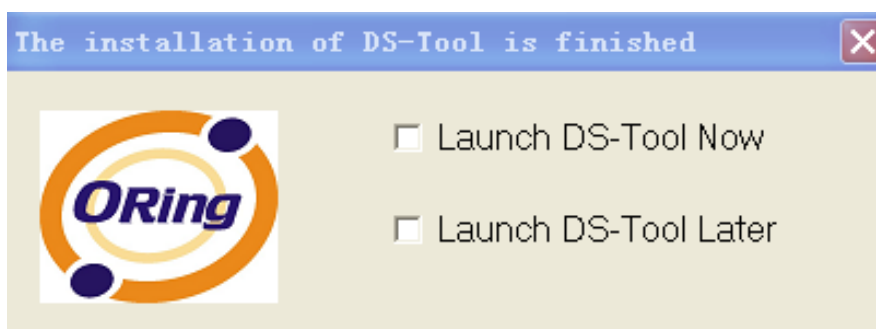 The installation of DS-Tool is finished
ORing
Launch DS-Tool Now
Launch DS-Tool Later